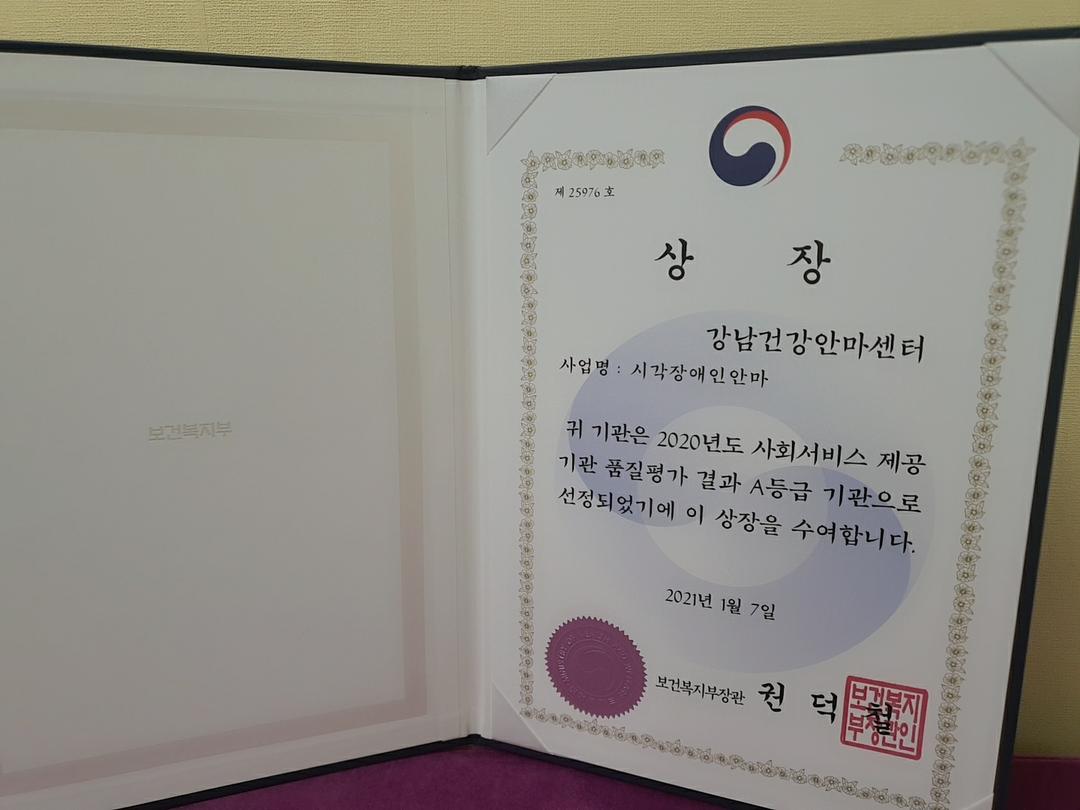 보건복지부
제 25976 호
상 장
강남건강안마센터
사업명 : 시각장애인안마
귀 기관은 2020년도 사회서비스 제공
기관 품질평가 결과 A등급 기관으로
선정되었기에 이 상장을 수여합니다.
2021년 1월 7일
보건복지부장관 권 덕 철
보건복지
부장관인